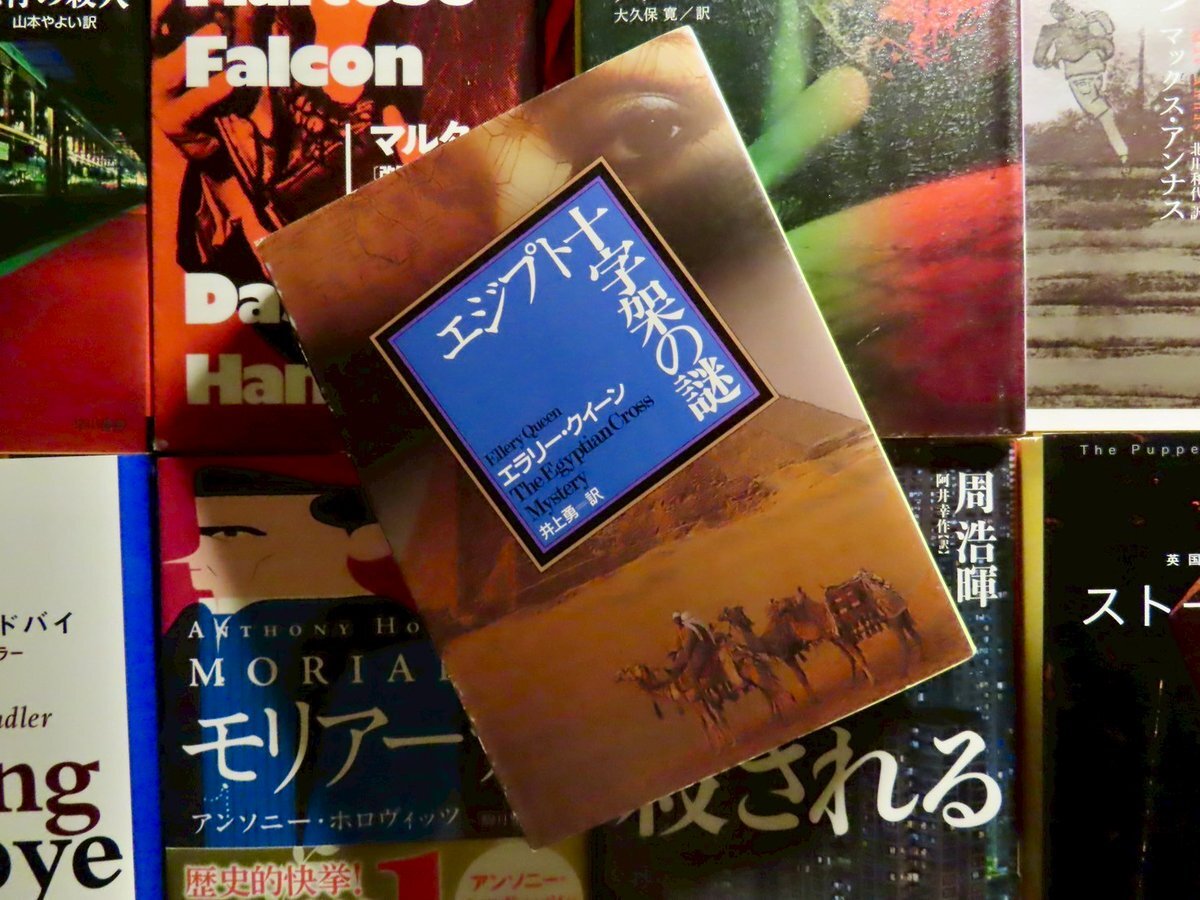 山本やよい訳
Falcon
マルタ
Da
Han
大久保 寛／訳
マックス・アンナス
エジプト
十字架の謎
Ellery Queen
エラリー・クイーン
The Egyptian Cross
Mystery
井上勇 訳
ドバイ
ラー
ndler
ng
oye
ANTHONY HO
MORIAR
モリアー
アンソニー・ホロヴィッツ
歴史的快挙!
1
アンソニー・
周浩暉
阿井幸作[訳]
殺される
The Puppe
英国
ストー